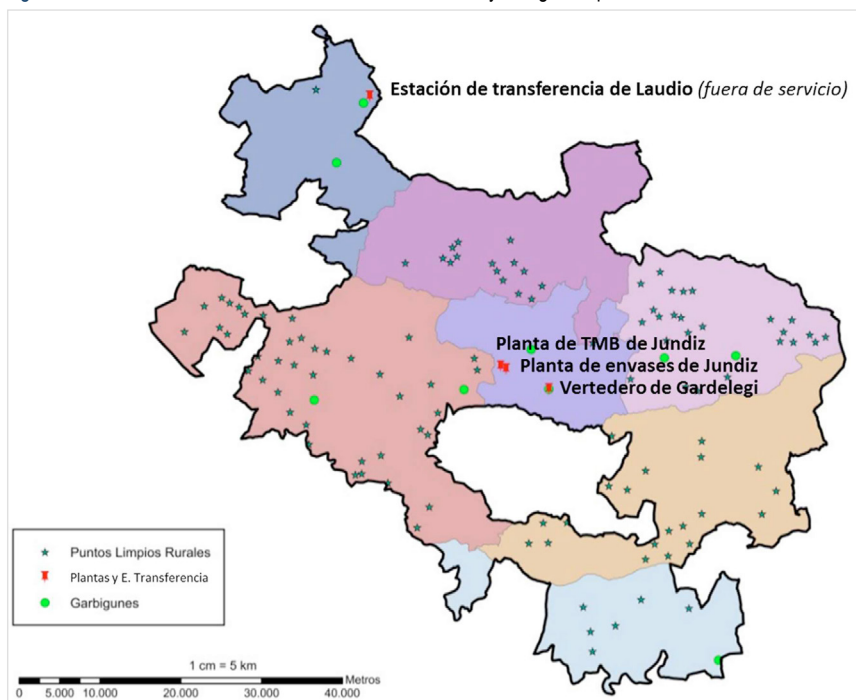 Estación de transferencia de Laudio (fuera de servicio)
Planta de TMB de Jundiz
Planta de envases de Jundiz
Vertedero de Gardelegi
Puntos Limpios Rurales
Plantas y E. Transferencia
Garbigunes
1 cm = 5 km
Metros
0 5.000 10.000 20.000 30.000 40.000